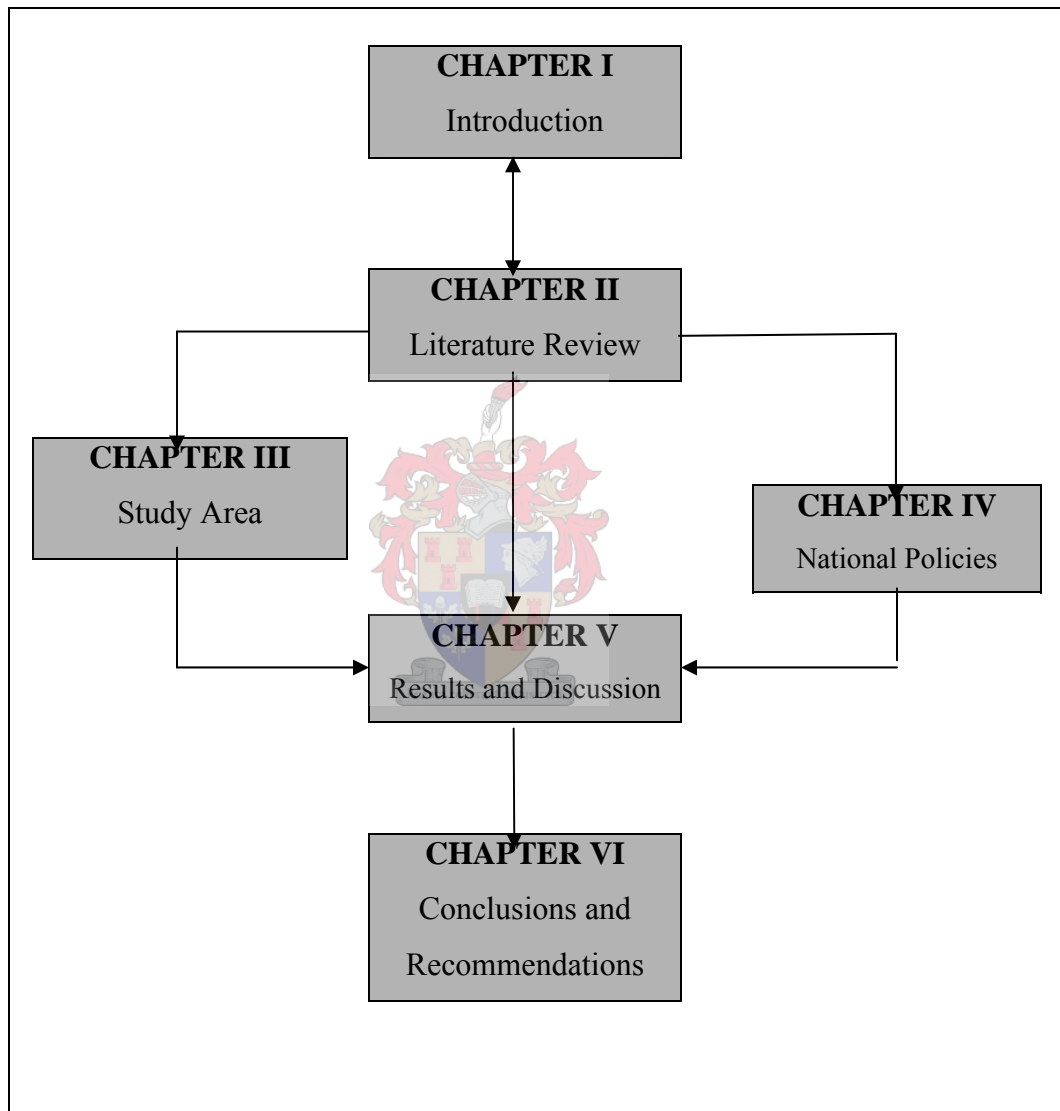 CHAPTER I
Introduction
CHAPTER II
Literature Review
CHAPTER III
Study Area
CHAPTER IV
National Policies
CHAPTER V
Results and Discussion
CHAPTER VI
Conclusions and
Recommendations